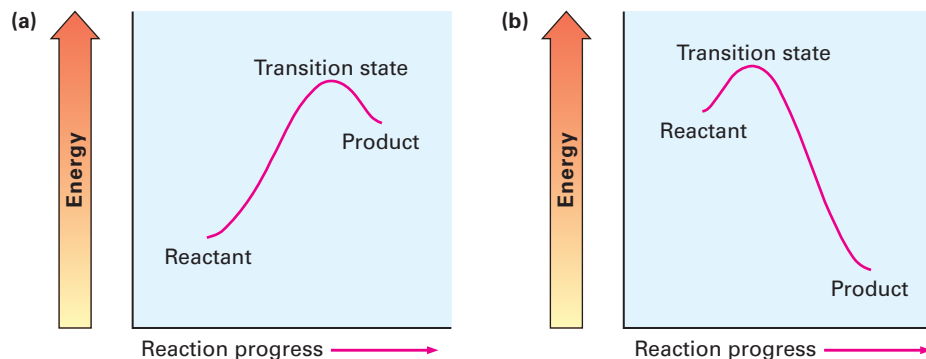 (a)
Energy
Transition state
Product
Reactant
Reaction progress
(b)
Energy
Transition state
Reactant
Product
Reaction progress